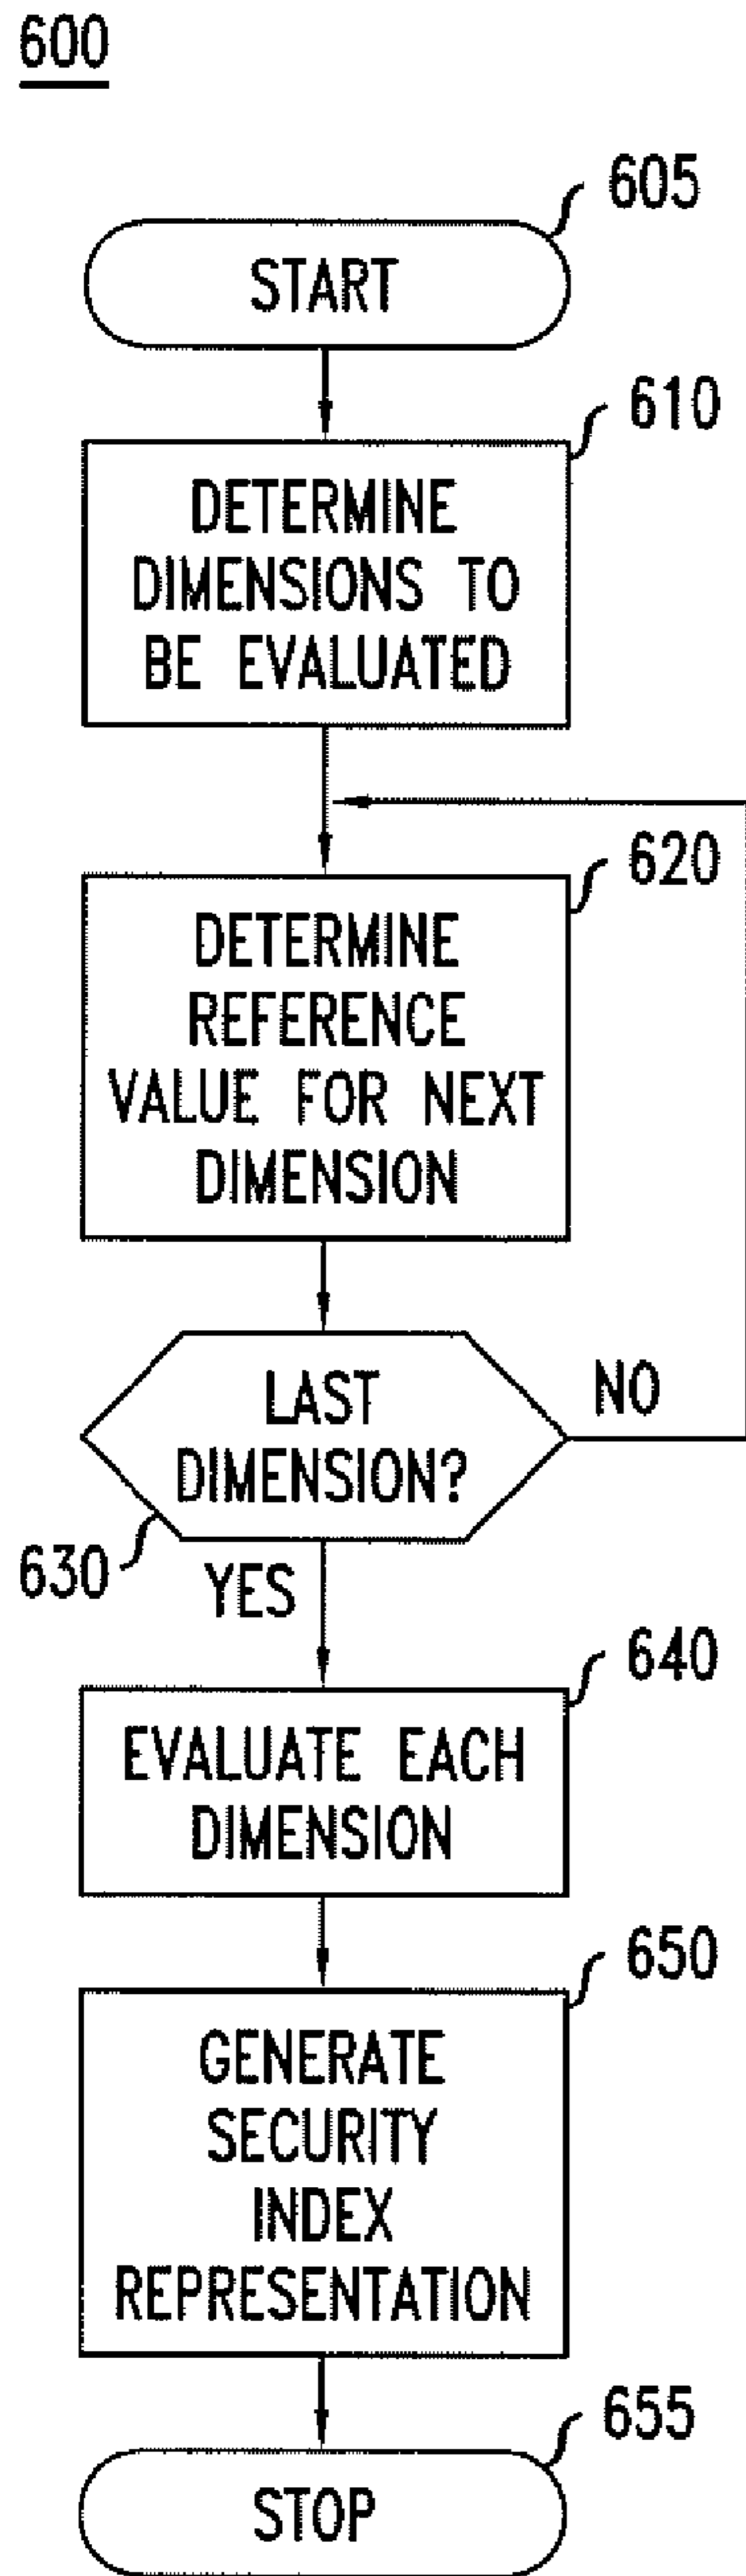 600
605
START
610
DETERMINE
DIMENSIONS TO
BE EVALUATED
620
DETERMINE
REFERENCE
VALUE FOR NEXT
DIMENSION
LAST
DIMENSION?
NO
630
YES
640
EVALUATE EACH
DIMENSION
650
GENERATE
SECURITY
INDEX
REPRESENTATION
655
STOP